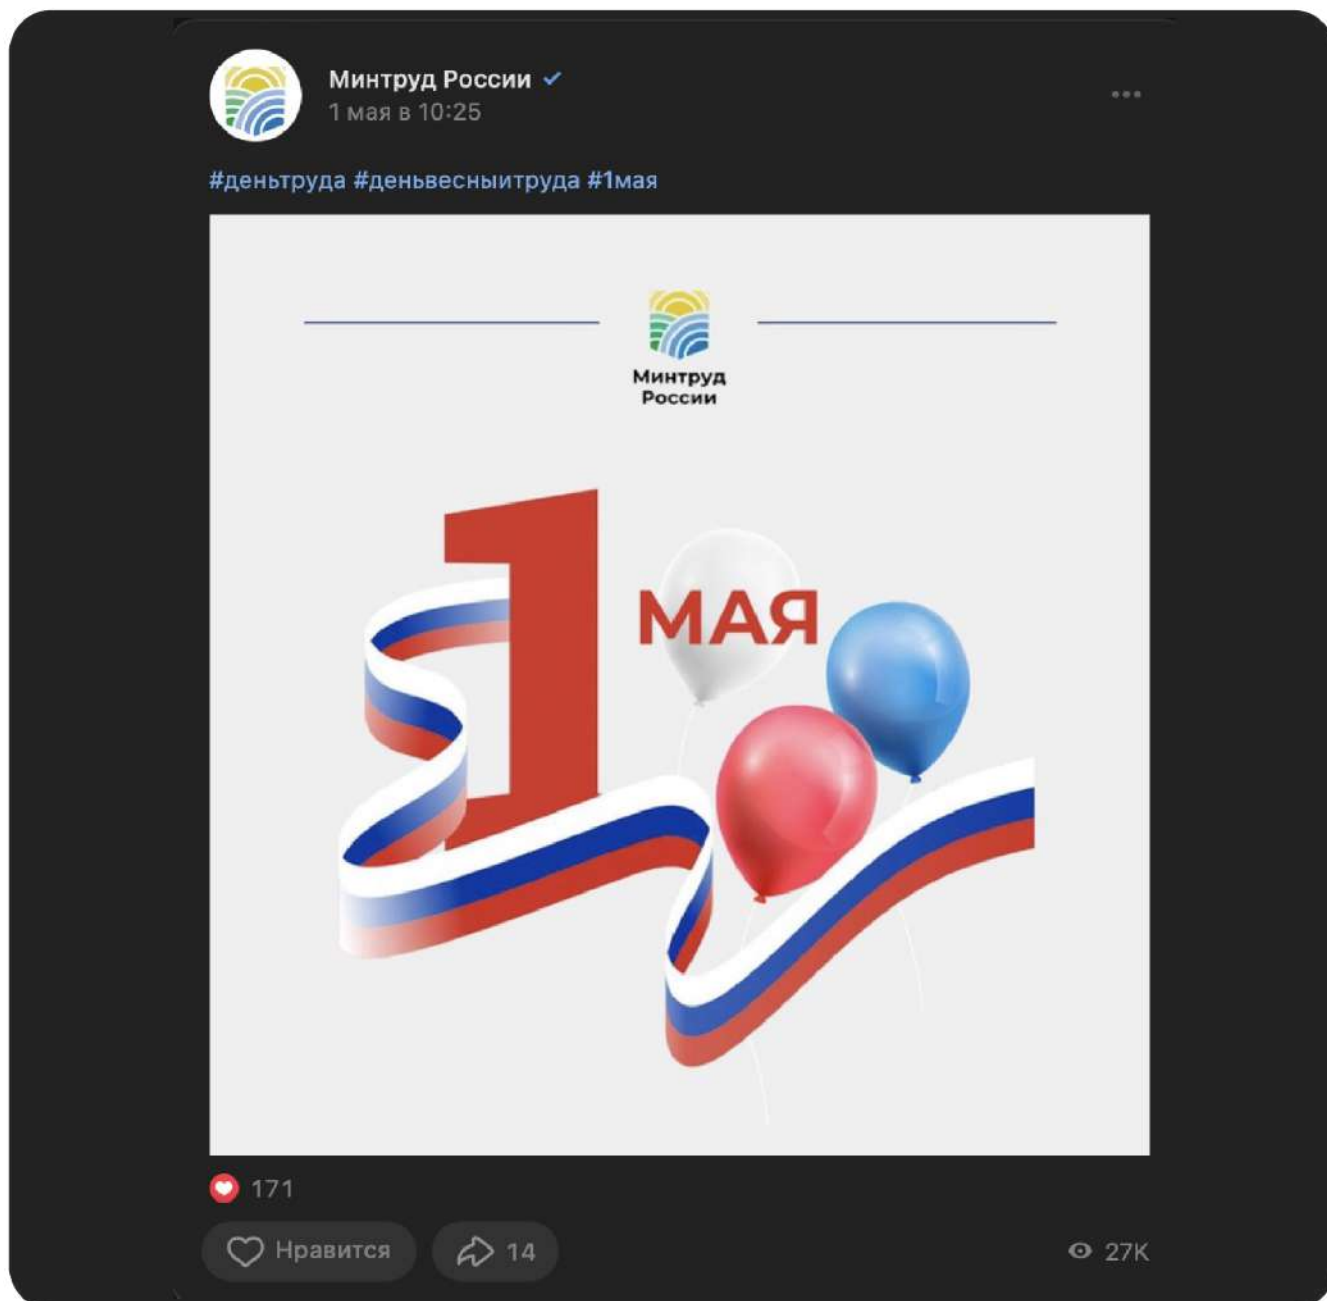 Минтруд России
1 мая в 10:25
#деньтруда #деньвесныитруда #1мая
Минтруд
России
1 МАЯ
171
Нравится
14
27K